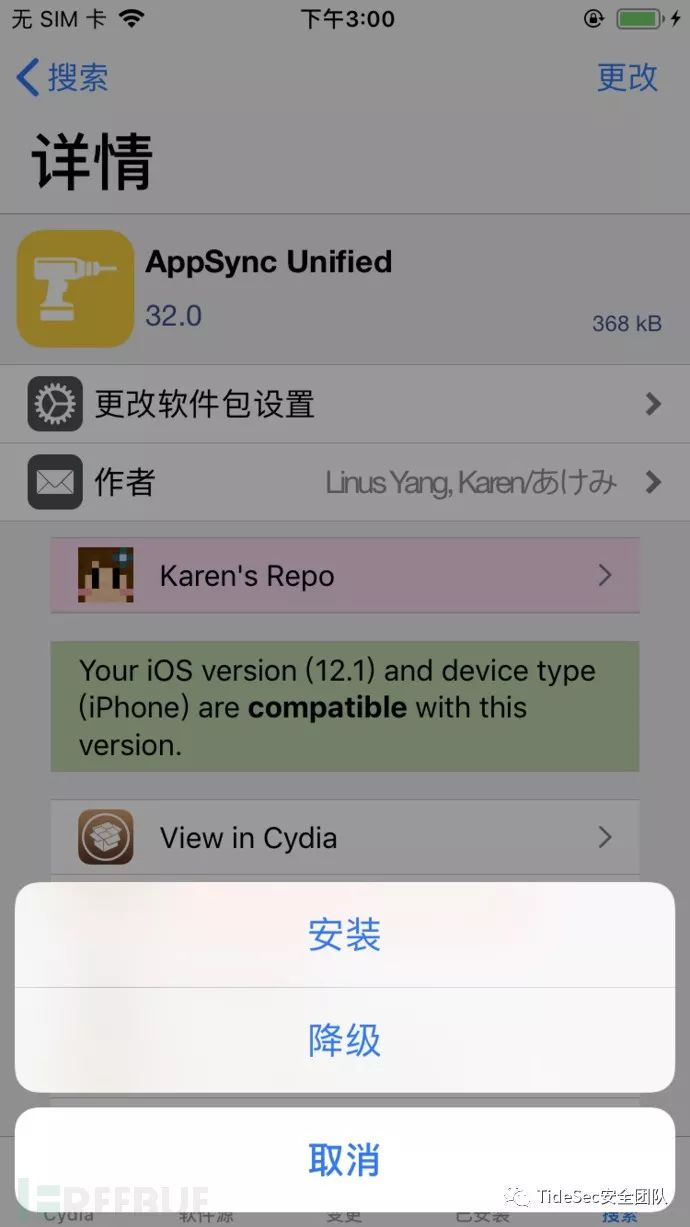 无 SIM 卡 下午3:00
搜索 更改
详情
AppSync Unified
32.0
368 kB
更改软件包设置
作者 Linus Yang, Karen/あけみ
Karen's Repo
Your iOS version (12.1) and device type
(iPhone) are compatible with this
version.
View in Cydia
安装
降级
取消
TideSec安全团队
Cydia 软件源 变更 已安装 搜索